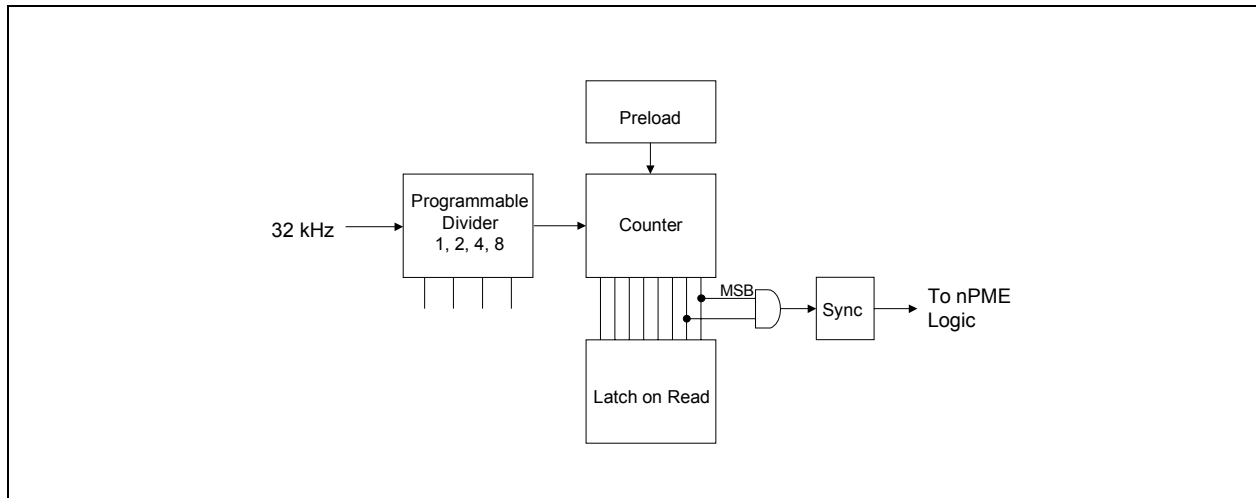 Preload
Programmable
Divider
1, 2, 4, 8
32 kHz
Counter
MSB
Sync
To nPME
Logic
Latch on Read